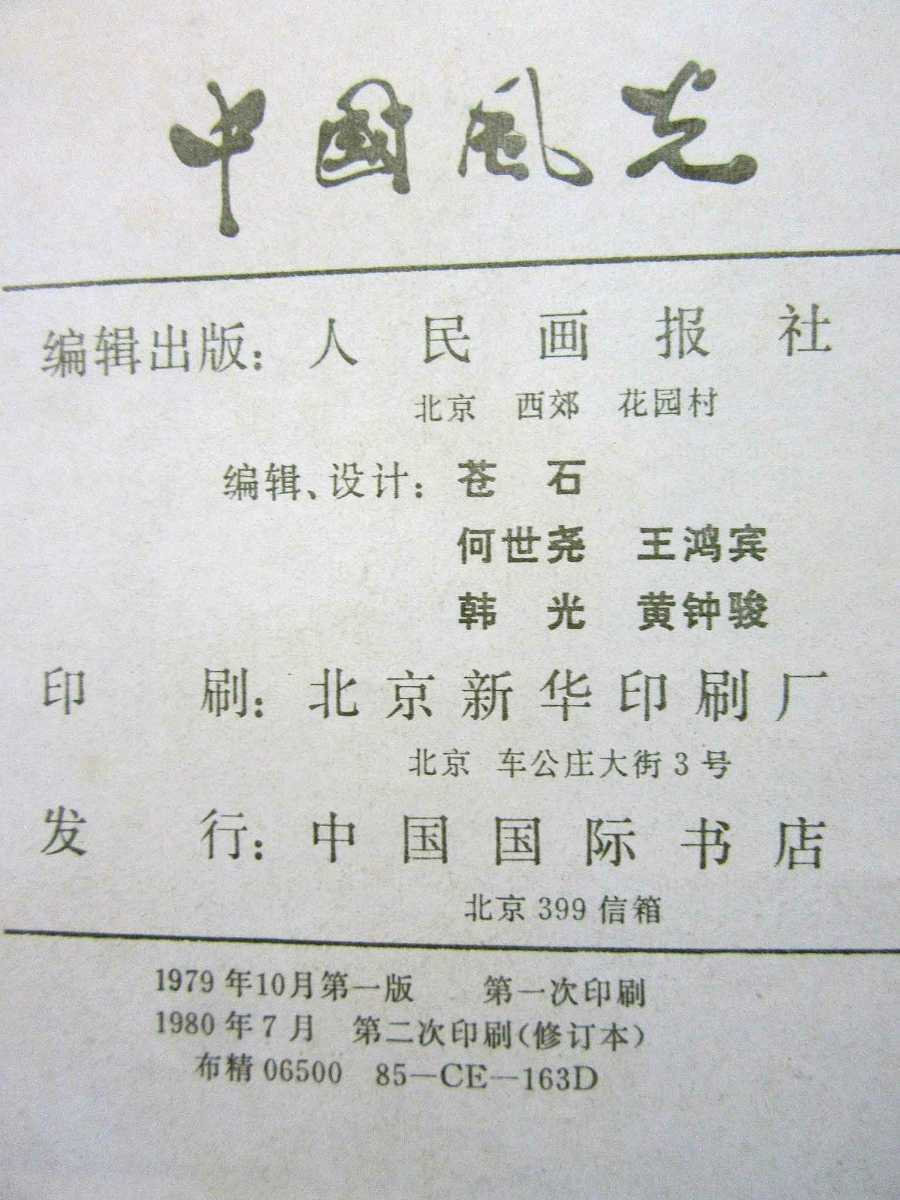 中国风光
编辑出版：人民画报社
北京 西郊 花园村
编辑、设计：苍石
何世尧 王鸿宾
韩光 黄钟骏
印刷：北京新华印刷厂
北京 车公庄大街3号
发行：中国国际书店
北京399信箱
1979年10月第一版 第一次印刷
1980年7月 第二次印刷(修订本)
布精06500 85—CE—163D